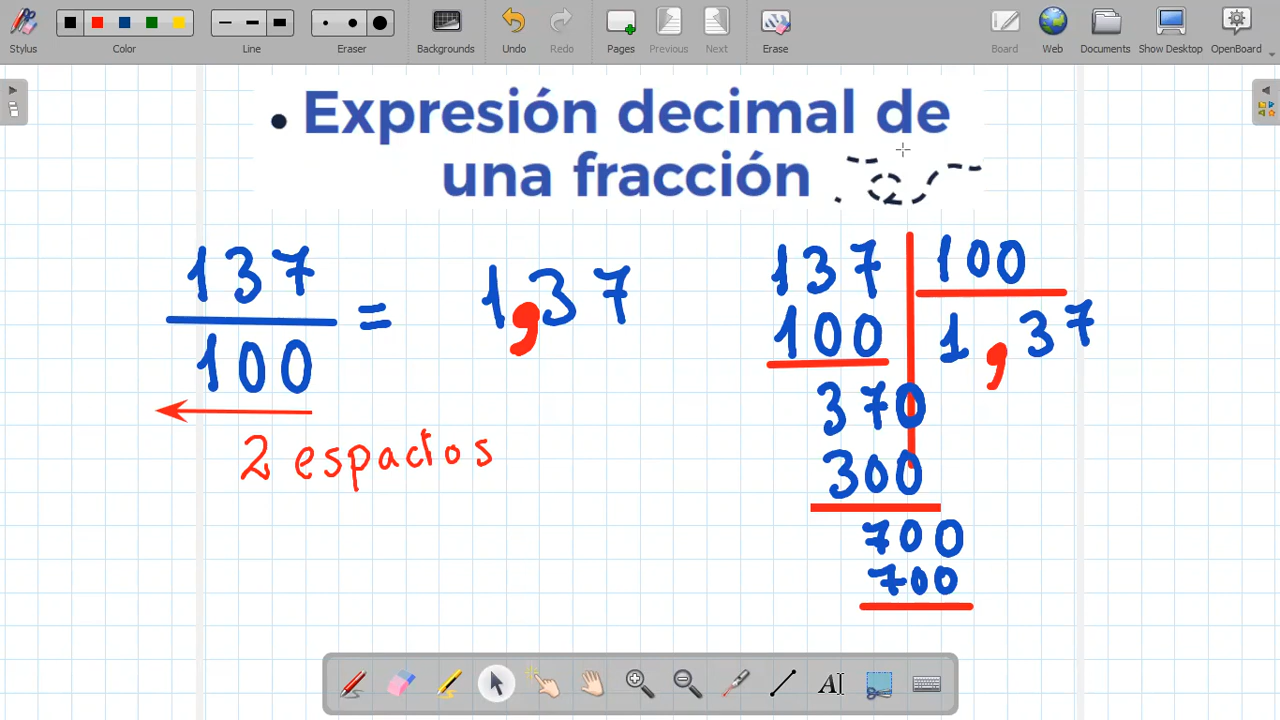 Stylus
Color
Line
Eraser
Backgrounds
Undo
Redo
Pages
Previous
Next
Erase
Board
Web
Documents
Show Desktop
OpenBoard
• Expresión decimal de
una fracción
137
100
= 1,37
2 espacios
137 100
100 1,37
370
300
700
700
AI